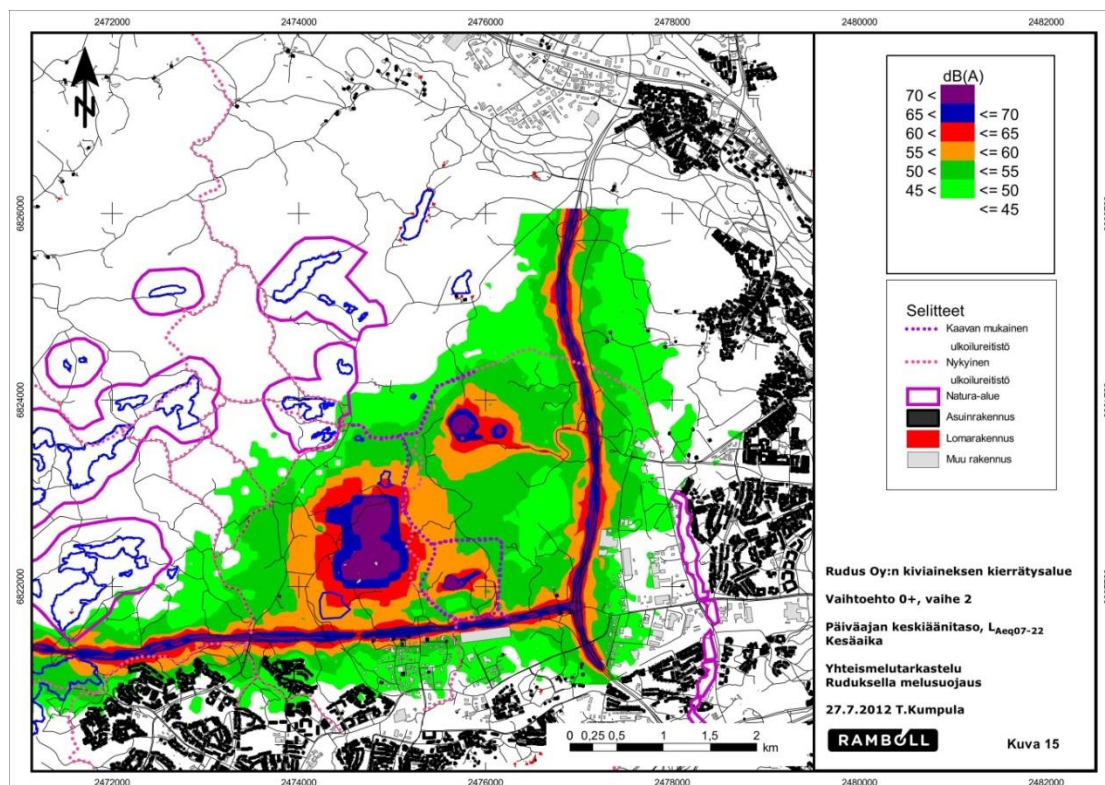 2472000 2474000 2476000 2478000 2480000 2482000
N
6826000
6824000
6822000
dB(A)
70 <
65 < <= 70
60 < <= 65
55 < <= 60
50 < <= 55
45 < <= 50
<= 45
Selitteet
Kaavan mukainen
ulkoilureitistö
Nykyinen
ulkoilureitistö
Natura-alue
Asuinrakennus
Lomarakennus
Muu rakennus
Rudus Oy:n kiviaineksen kierrätysalue
Vaihtoehto 0+, vaihe 2
Päiväajan keskiäänitaso, LAeq07-22
Kesäaika
Yhteismelutarkastelu
Ruduksella melusuojaus
27.7.2012 T.Kumpula
RAMBOLL Kuva 15
0 0,25 0,5 1 1,5 2
km
2472000 2474000 2476000 2478000 2480000 2482000